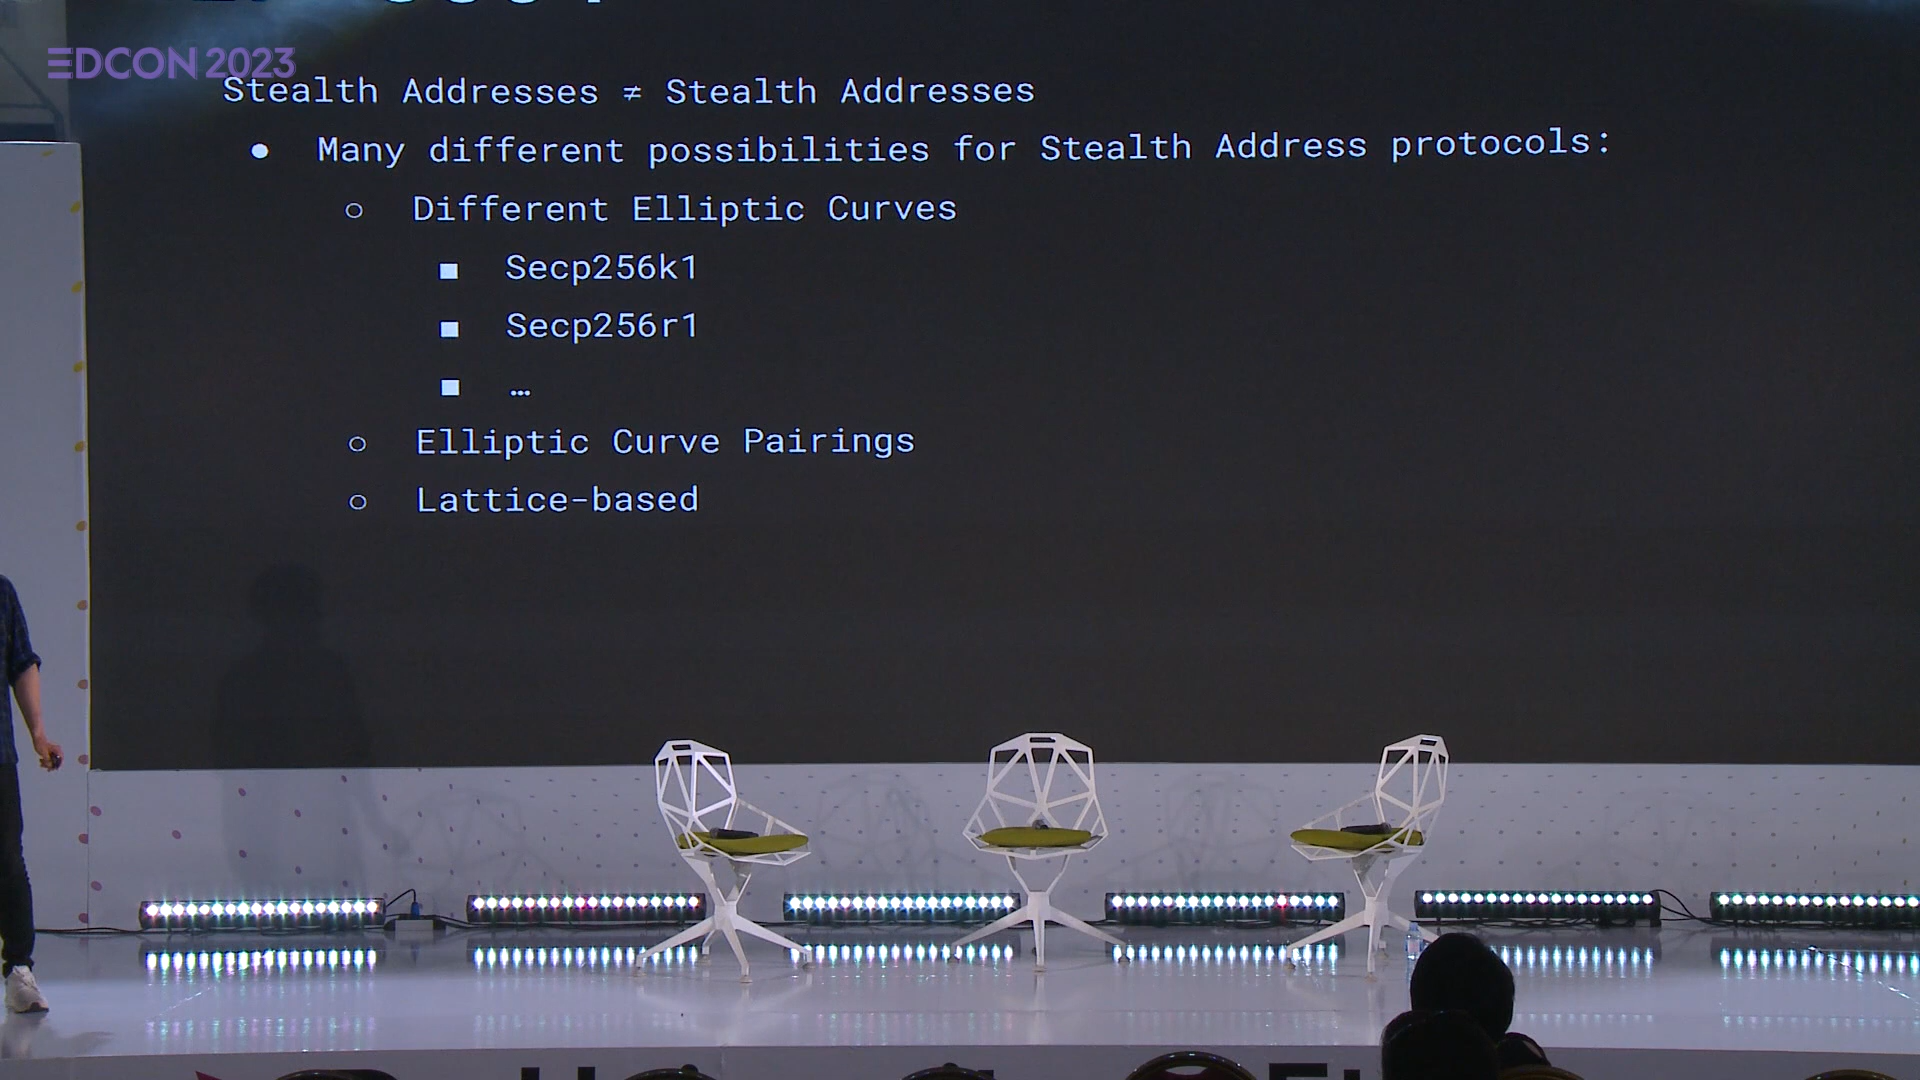 EDCON 2023
Stealth Addresses ≠ Stealth Addresses
● Many different possibilities for Stealth Address protocols:
○ Different Elliptic Curves
■ Secp256k1
■ Secp256r1
■ …
○ Elliptic Curve Pairings
○ Lattice-based